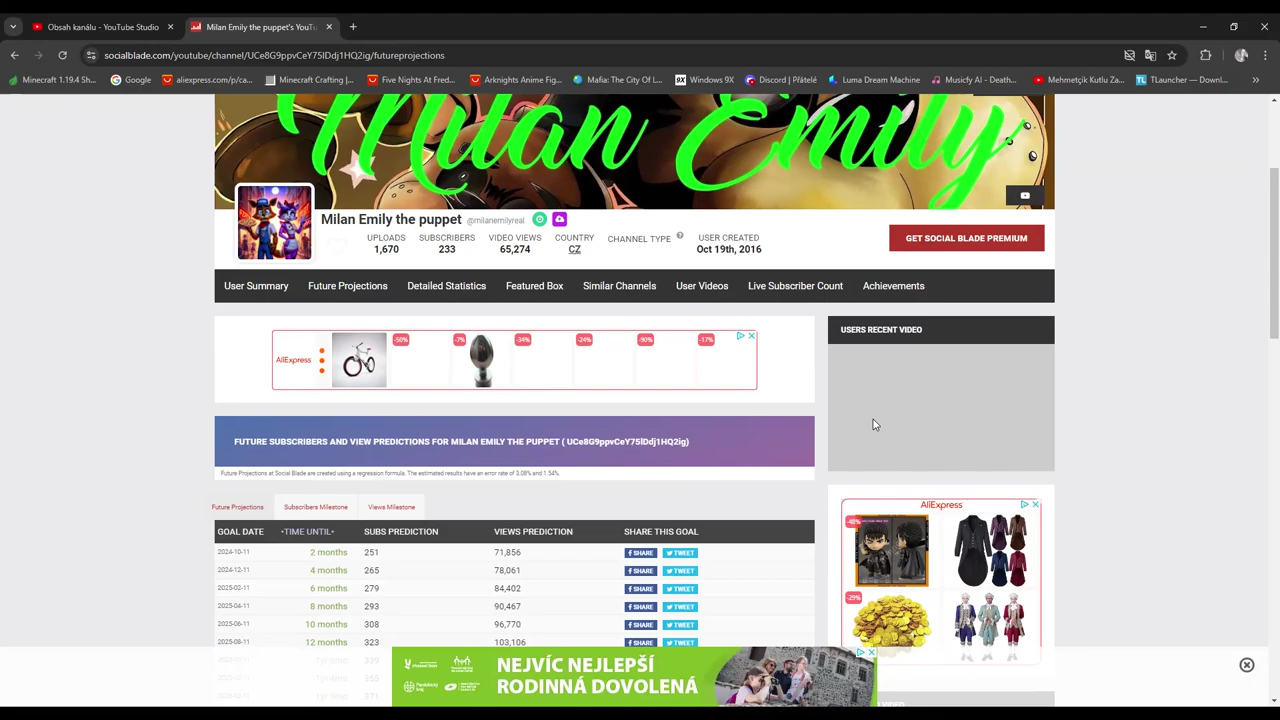 Obsah kanálu - YouTube Studio
Milan Emily the puppet's YouTu
socialblade.com/youtube/channel/UCe8G9ppvCeY75lDdj1HQ2ig/futureprojections
Minecraft 1.19.4 Sh...
Google
aliexpress.com/p/ca...
Minecraft Crafting |...
Five Nights At Fred...
Arknights Anime Fig...
Mafia: The City Of L...
Windows 9X
Discord | Přátelé
Luma Dream Machine
Musicfy AI - Death...
Mehmetçik Kutlu Za...
TLauncher — Downl...
Milan Emily
Milan Emily the puppet @milanemilyreal
UPLOADS
1,670
SUBSCRIBERS
233
VIDEO VIEWS
65,274
COUNTRY
CZ
CHANNEL TYPE
USER CREATED
Oct 19th, 2016
GET SOCIAL BLADE PREMIUM
User Summary
Future Projections
Detailed Statistics
Featured Box
Similar Channels
User Videos
Live Subscriber Count
Achievements
AliExpress
-50%
-7%
-34%
-24%
-90%
-17%
USERS RECENT VIDEO
FUTURE SUBSCRIBERS AND VIEW PREDICTIONS FOR MILAN EMILY THE PUPPET ( UCe8G9ppvCeY75lDdj1HQ2ig)
Future Projections at Social Blade are created using a regression formula. The estimated results have an error rate of 3.08% and 1.54%.
Future Projections
Subscribers Milestone
Views Milestone
GOAL DATE •TIME UNTIL• SUBS PREDICTION VIEWS PREDICTION SHARE THIS GOAL
2024-10-11 2 months 251 71,856 SHARE TWEET
2024-12-11 4 months 265 78,061 SHARE TWEET
2025-02-11 6 months 279 84,402 SHARE TWEET
2025-04-11 8 months 293 90,467 SHARE TWEET
2025-06-11 10 months 308 96,770 SHARE TWEET
2025-08-11 12 months 323 103,106 SHARE TWEET
AliExpress
-29%
NEJVÍC NEJLEPŠÍ
RODINNÁ DOVOLENÁ